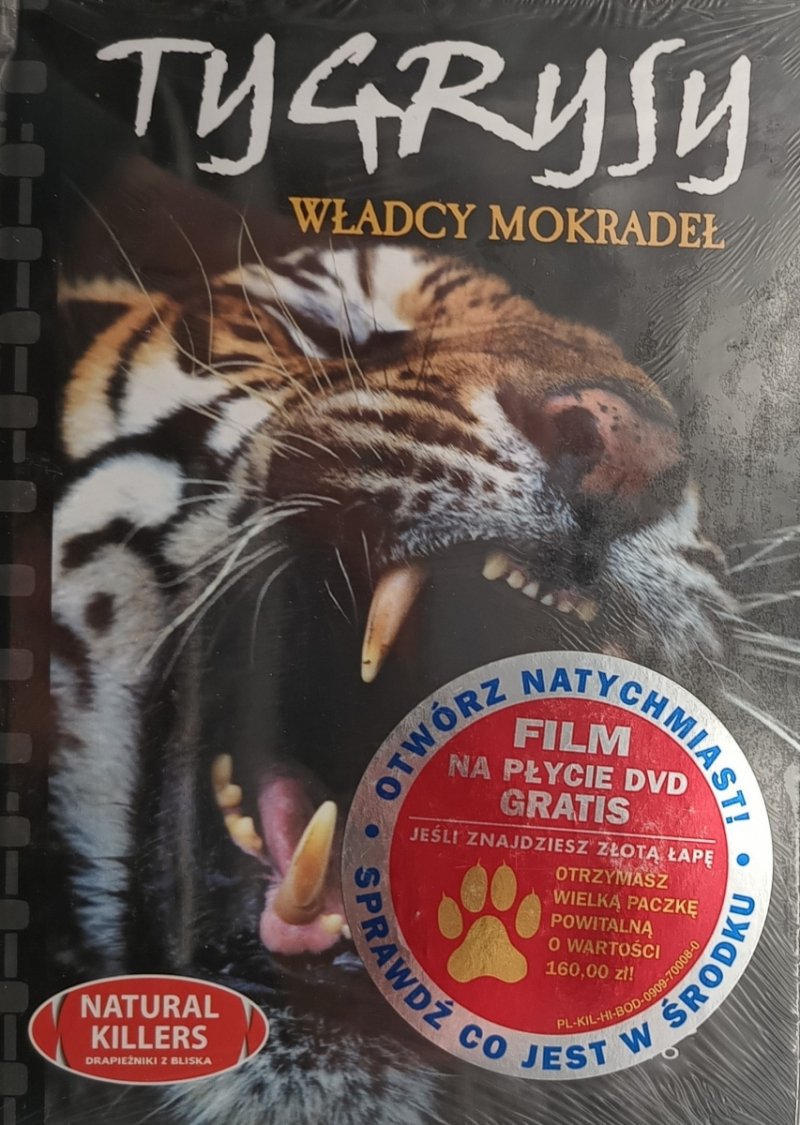 TYGRYSY
WŁADCY MOKRADEŁ
OTWÓRZ NATYCHMIAST!
FILM
NA PŁYCIE DVD
GRATIS
JEŚLI ZNAJDZIESZ ZŁOTĄ ŁAPĘ
OTRZYMASZ
WIELKĄ PACZKĘ
POWITALNĄ
O WARTOŚCI
160,00 zł!
PL-KIL-HI-BOD-0909-70008-0
SPRAWDŹ CO JEST W ŚRODKU
NATURAL
KILLERS
DRAPIEŻNIKI Z BLISKA